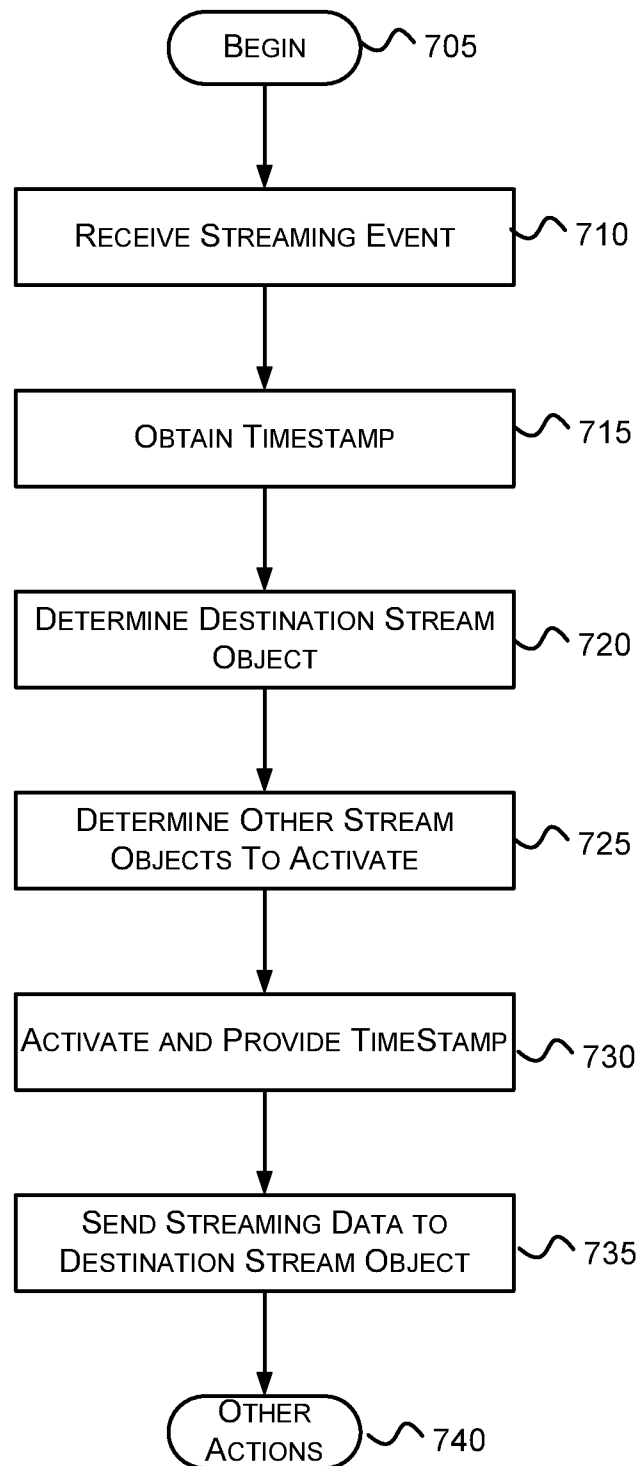 BEGIN
705
RECEIVE STREAMING EVENT
710
OBTAIN TIMESTAMP
715
DETERMINE DESTINATION STREAM
OBJECT
720
DETERMINE OTHER STREAM
OBJECTS TO ACTIVATE
725
ACTIVATE AND PROVIDE TIMESTAMP
730
SEND STREAMING DATA TO
DESTINATION STREAM OBJECT
735
OTHER
ACTIONS
740